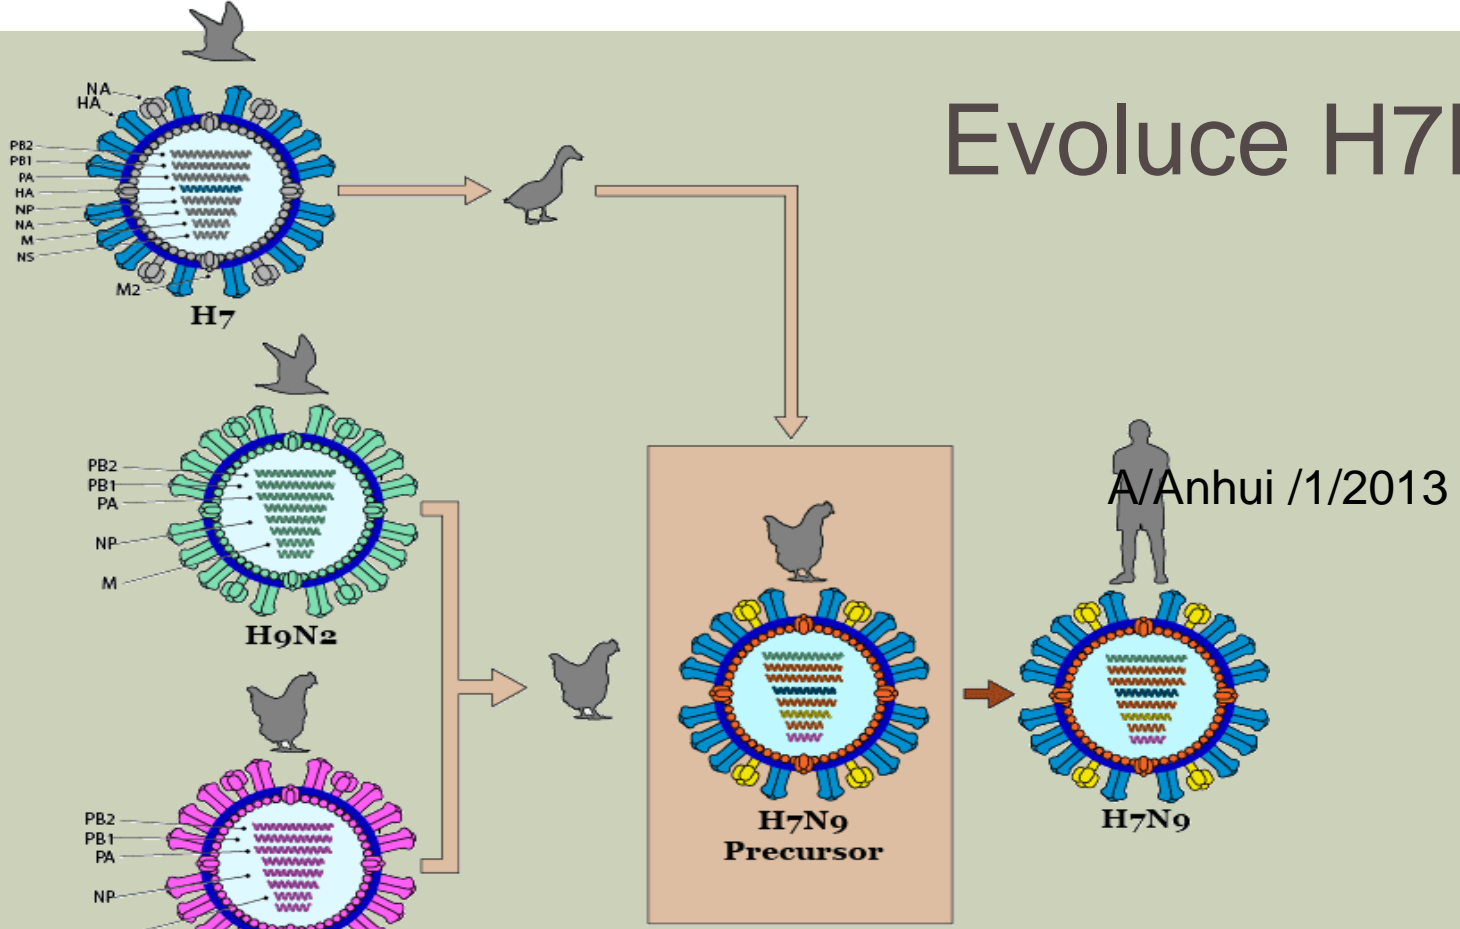 Evoluce H7
NA
HA
PB2
PB1
PA
HA
NP
NA
M
NS
M2
H7
PB2
PB1
PA
NP
M
H9N2
A/Anhui /1/2013
PB2
PB1
PA
NP
H7N9
Precursor
H7N9